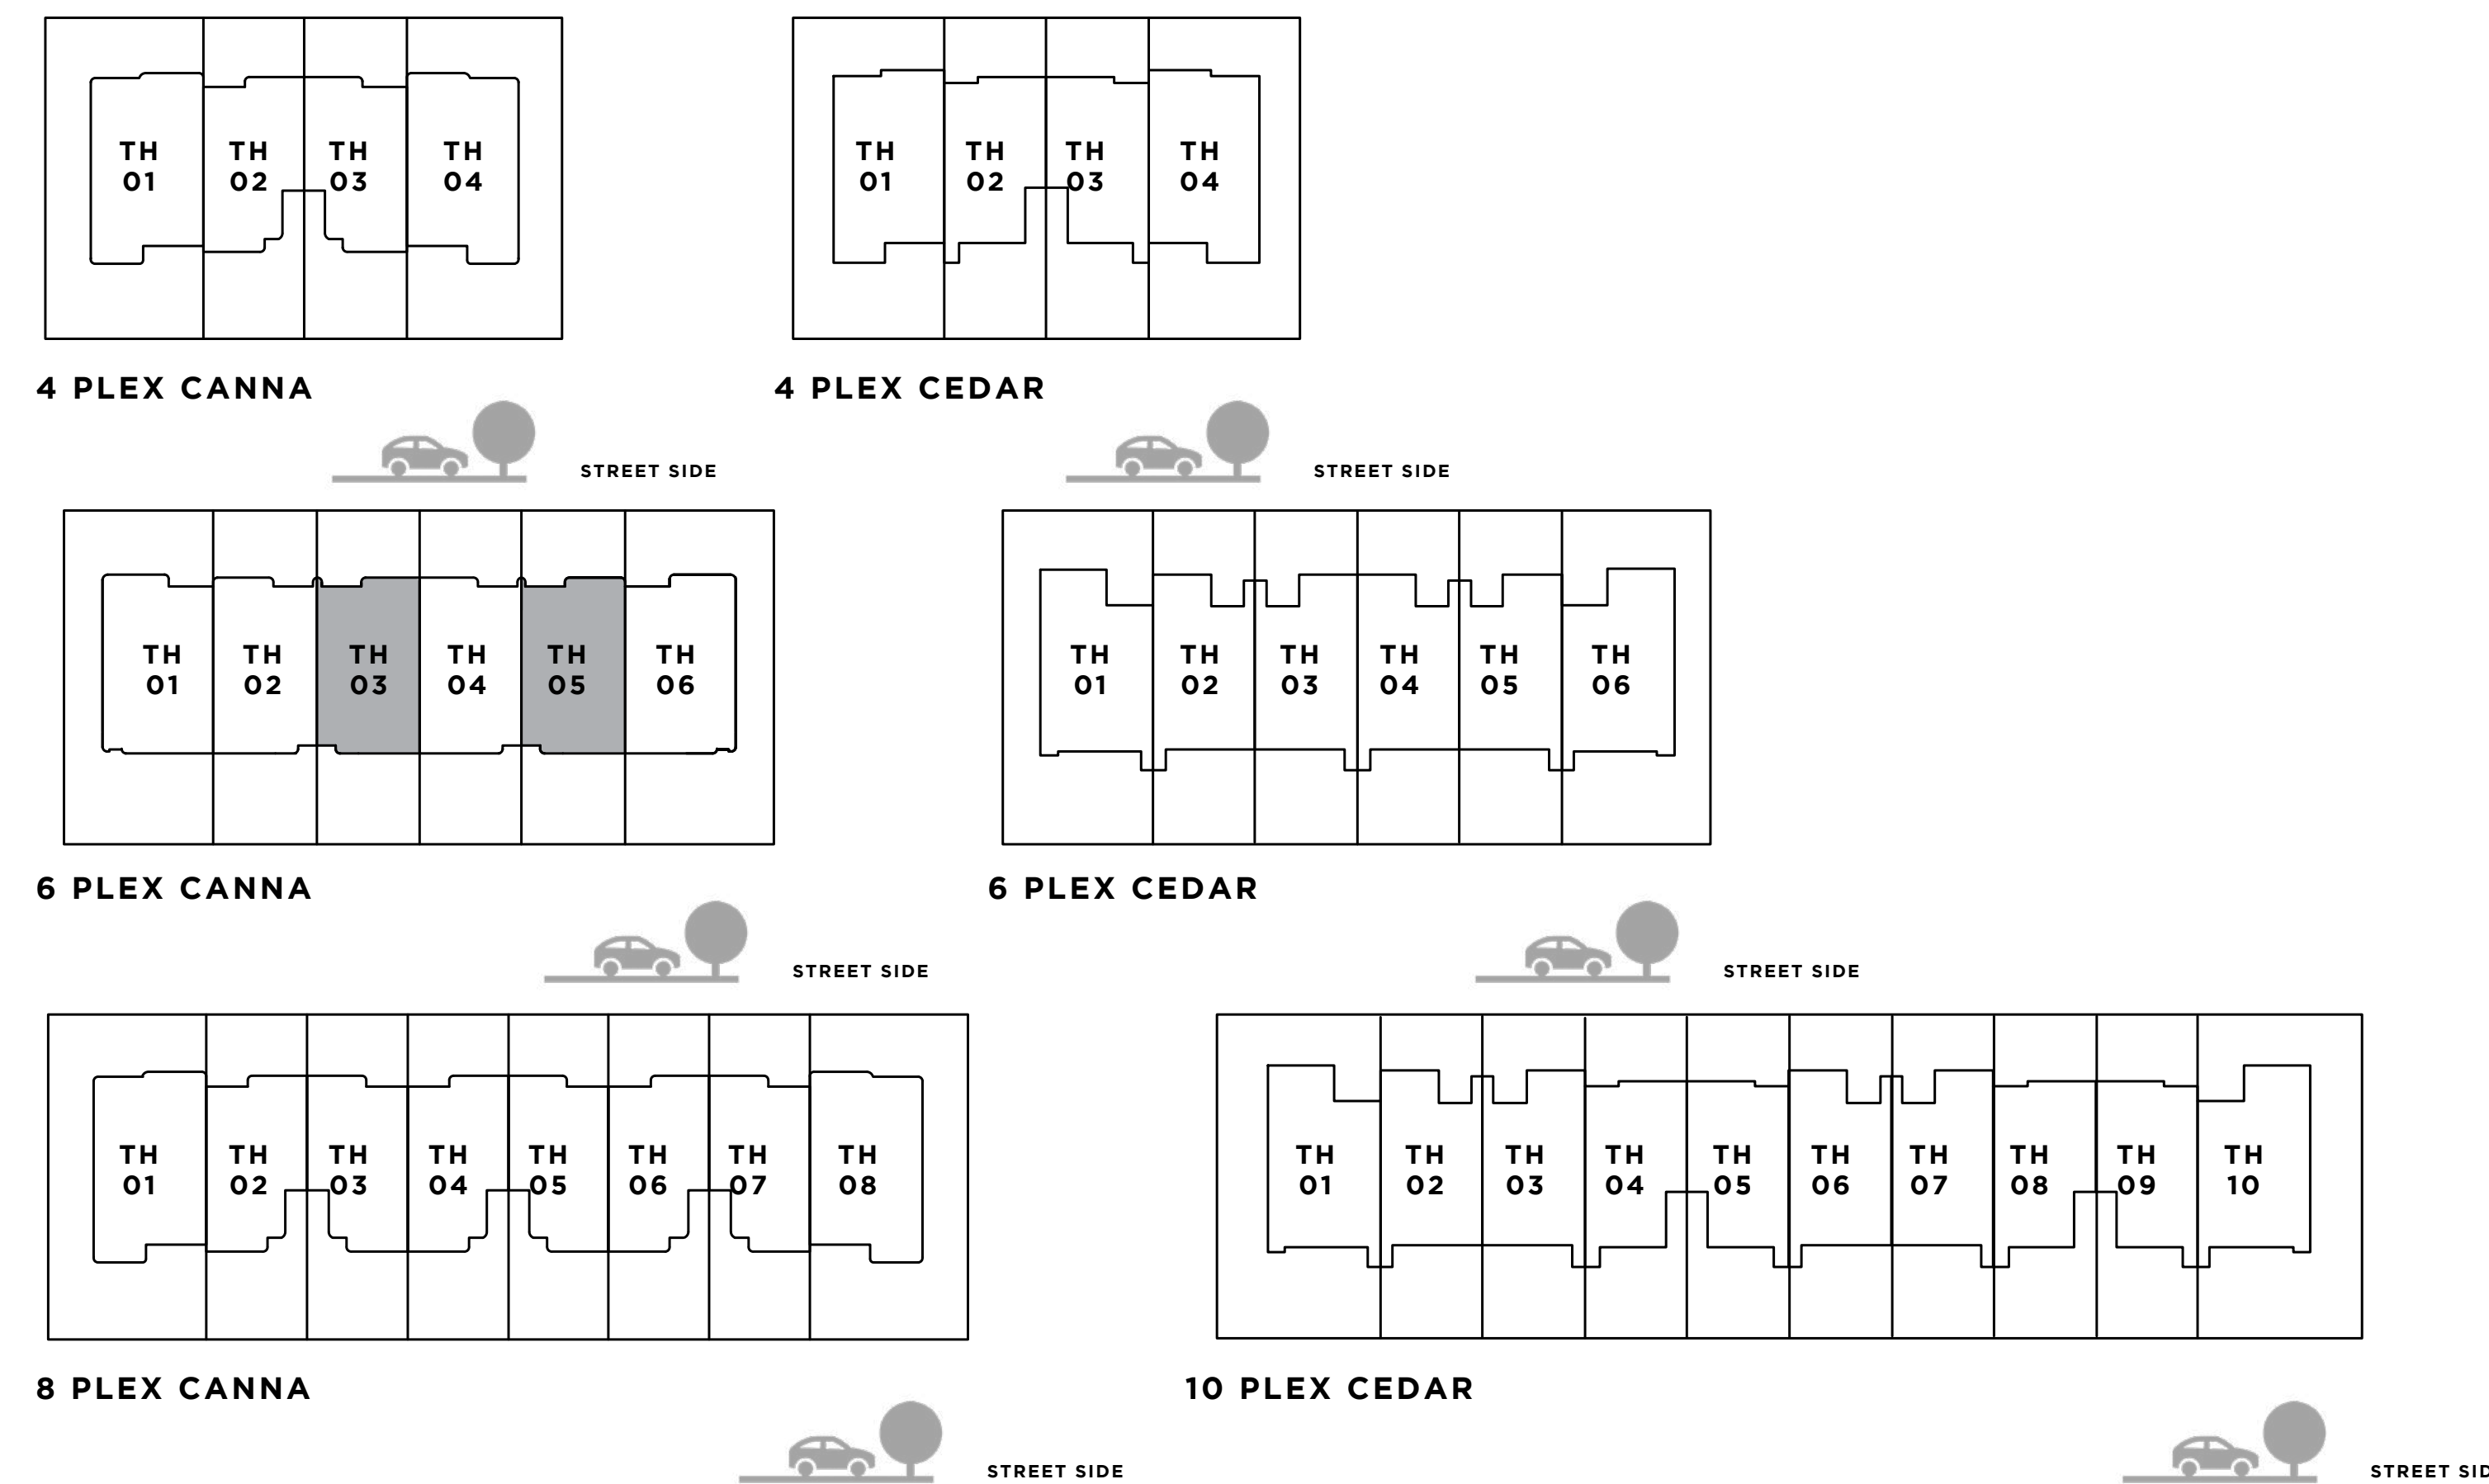 TH TH TH TH
01 02 03 04
TH TH TH TH
01 02 03 04
4 PLEX CANNA
4 PLEX CEDAR
STREET SIDE
STREET SIDE
TH TH TH TH TH TH
01 02 03 04 05 06
TH TH TH TH TH TH
01 02 03 04 05 06
6 PLEX CANNA
6 PLEX CEDAR
STREET SIDE
STREET SIDE
TH TH TH TH TH TH TH TH
01 02 03 04 05 06 07 08
TH TH TH TH TH TH TH TH TH TH
01 02 03 04 05 06 07 08 09 10
8 PLEX CANNA
10 PLEX CEDAR
STREET SIDE
STREET